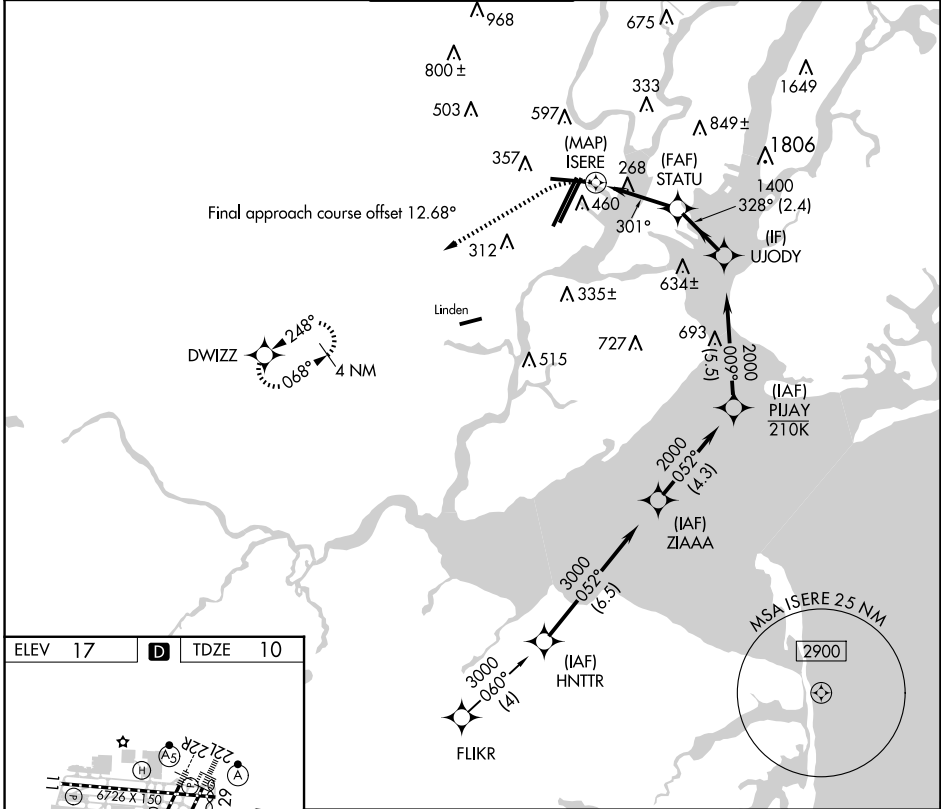 968
675
800 ±
1649
503
597
333
849 ±
(MAP)
ISERE
357
268
(FAF)
STATU
1806
1400
328° (2.4)
460
301°
Final approach course offset 12.68°
312
(IF)
UJODY
634 ±
335 ±
Linden
248°
DWIZZ
068°
4 NM
515
727
693
2000
009°
(5.5)
(IAF)
PIJAY
210K
2000
052°
(4.3)
(IAF)
ZIAAA
3000
052°
(6.5)
MSA ISERE 25 NM
2900
(IAF)
HNTTR
3000
060°
(4)
FLIKR
ELEV 17
D
TDZE 10
A5
22R
22L
A
H
P
29
11
6726 X 150
P